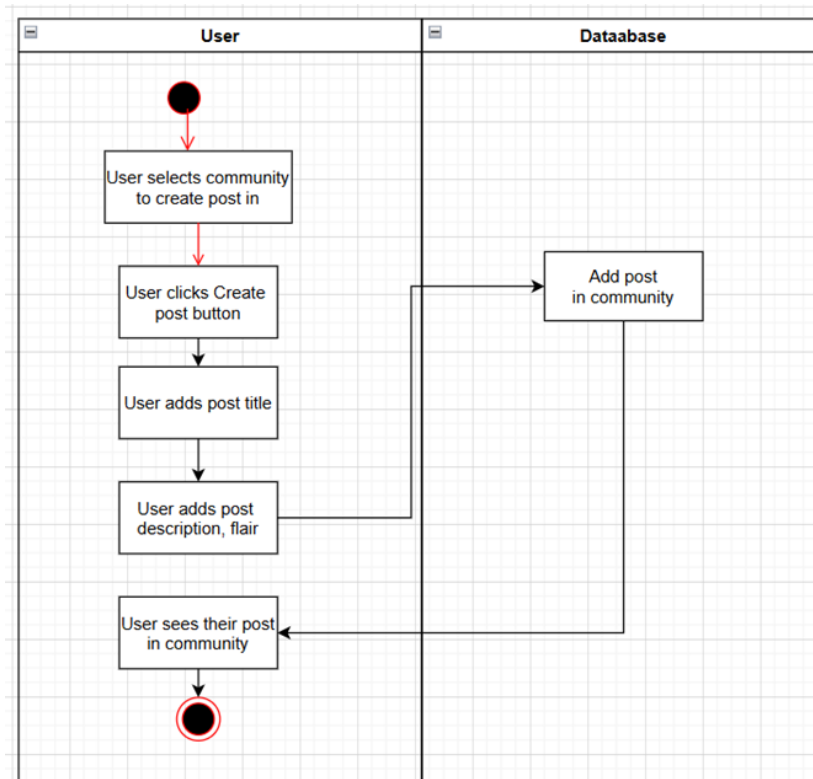 User
Dataabase
User selects community
to create post in
User clicks Create
post button
Add post
in community
User adds post title
User adds post
description, flair
User sees their post
in community